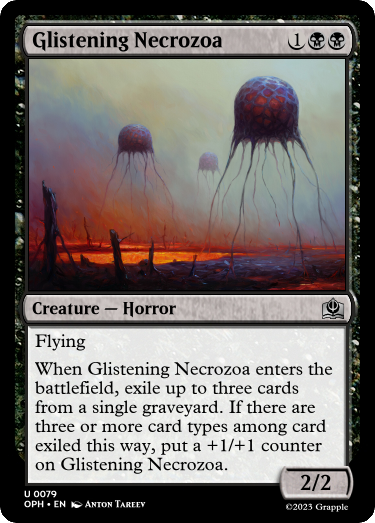 Glistening Necrozoa 1
Creature — Horror
Flying
When Glistening Necrozoa enters the
battlefield, exile up to three cards
from a single graveyard. If there are
three or more card types among card
exiled this way, put a +1/+1 counter
on Glistening Necrozoa.
2/2
U 0079
OPH • EN Anton Tareev
©2023 Grapple